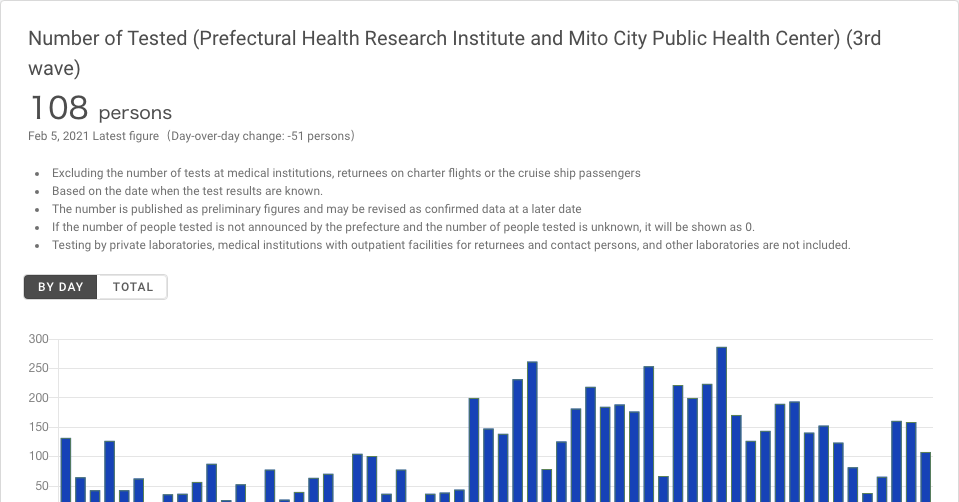 Number of Tested (Prefectural Health Research Institute and Mito City Public Health Center) (3rd
wave)
108 persons
Feb 5, 2021 Latest figure（Day-over-day change: -51 persons）
• Excluding the number of tests at medical institutions, returnees on charter flights or the cruise ship passengers
• Based on the date when the test results are known.
• The number is published as preliminary figures and may be revised as confirmed data at a later date
• If the number of people tested is not announced by the prefecture and the number of people tested is unknown, it will be shown as 0.
• Testing by private laboratories, medical institutions with outpatient facilities for returnees and contact persons, and other laboratories are not included.
BY DAY TOTAL
300
250
200
150
100
50